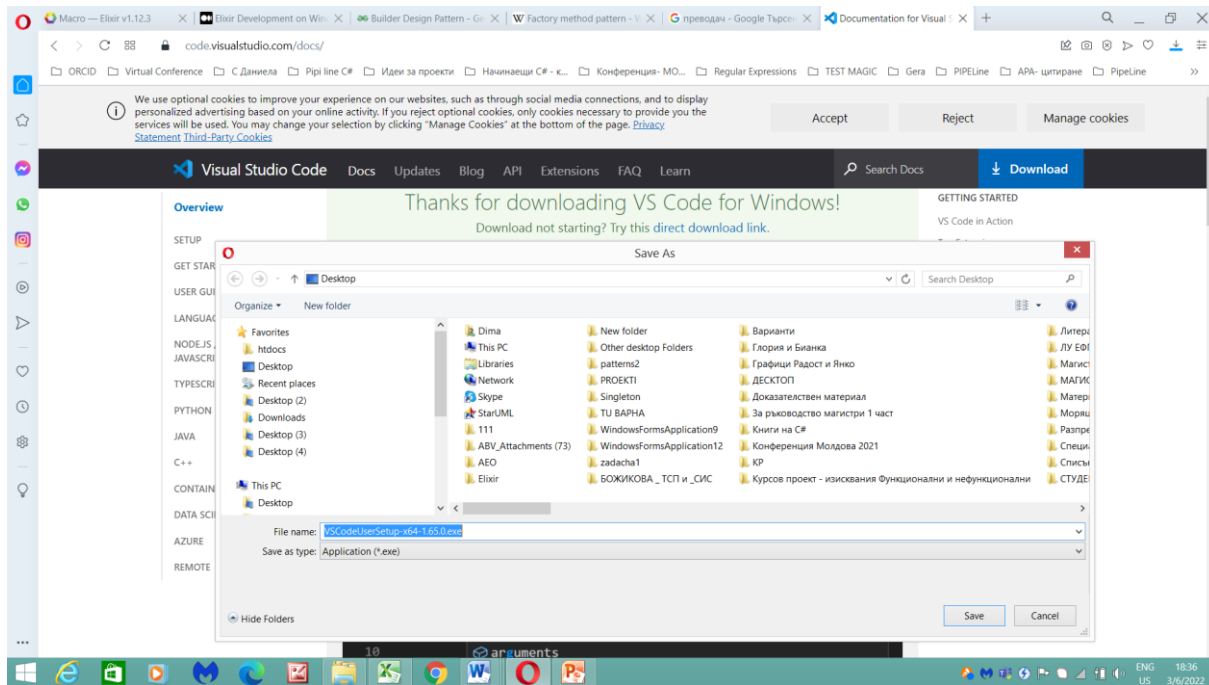 Macro — Elixir v1.12.3
Elixir Development on Win
Builder Design Pattern - Ge
Factory method pattern - W
преводач - Google Търсен
Documentation for Visual S
code.visualstudio.com/docs/
ORCID Virtual Conference С Даниела Pipi line C# Идеи за проекти Начинаещи C# - к... Конференция- МО... Regular Expressions TEST MAGIC Gera PIPELine APA- цитиране PipeLine
We use optional cookies to improve your experience on our websites, such as through social media connections, and to display
personalized advertising based on your online activity. If you reject optional cookies, only cookies necessary to provide you the
services will be used. You may change your selection by clicking "Manage Cookies" at the bottom of the page. Privacy
Statement Third-Party Cookies
Accept Reject Manage cookies
Visual Studio Code Docs Updates Blog API Extensions FAQ Learn Search Docs Download
Overview
SETUP
GET STAR
USER GUI
LANGUAG
NODE.JS
JAVASCRI
TYPESCRI
PYTHON
JAVA
C++
CONTAIN
DATA SCI
AZURE
REMOTE
Thanks for downloading VS Code for Windows!
Download not starting? Try this direct download link.
GETTING STARTED
VS Code in Action
Save As
Desktop
Search Desktop
Organize New folder
Favorites
htdocs
Desktop
Recent places
Desktop (2)
Downloads
Desktop (3)
Desktop (4)
This PC
Desktop
Dima
This PC
Libraries
Network
Skype
StarUML
111
ABV_Attachments (73)
AEO
Elixir
New folder
Other desktop Folders
patterns2
PROEKTI
Singleton
TU ВАРНА
WindowsFormsApplication9
WindowsFormsApplication12
zadacha1
БОЖИКОВА _ ТСП и _СИС
Варианти
Глория и Бианка
Графици Радост и Янко
ДЕСКТОП
Доказателствен материал
За ръководство магистри 1 част
Книги на C#
Конференция Молдова 2021
КР
Курсов проект - изисквания Функционални и нефункционални
Литера
ЛУ ЕФГ
Магист
МАГИС
Матери
Разпре
Специа
Списъ
СТУДЕ
File name: VSCodeUserSetup-x64-1.65.0.exe
Save as type: Application (*.exe)
Hide Folders
Save Cancel
10 arguments
ENG 18:36
US 3/6/2022